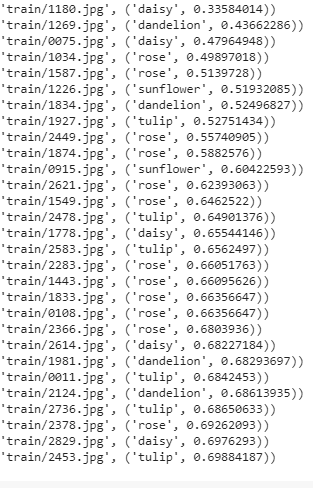 'train/1180.jpg', ('daisy', 0.33584014))
'train/1269.jpg', ('dandelion', 0.43662286))
'train/0075.jpg', ('daisy', 0.47964948))
'train/1034.jpg', ('rose', 0.49897018))
'train/1587.jpg', ('rose', 0.5139728))
'train/1226.jpg', ('sunflower', 0.51932085))
'train/1834.jpg', ('dandelion', 0.52496827))
'train/1927.jpg', ('tulip', 0.52751434))
'train/2449.jpg', ('rose', 0.55740905))
'train/1874.jpg', ('rose', 0.5882576))
'train/0915.jpg', ('sunflower', 0.60422593))
'train/2621.jpg', ('rose', 0.62393063))
'train/1549.jpg', ('rose', 0.6462522))
'train/2478.jpg', ('tulip', 0.64901376))
'train/1778.jpg', ('daisy', 0.65544146))
'train/2583.jpg', ('tulip', 0.6562497))
'train/2283.jpg', ('rose', 0.66051763))
'train/1443.jpg', ('rose', 0.66095626))
'train/1833.jpg', ('rose', 0.66356647))
'train/0108.jpg', ('rose', 0.66356647))
'train/2366.jpg', ('rose', 0.6803936))
'train/2614.jpg', ('daisy', 0.68227184))
'train/1981.jpg', ('dandelion', 0.68293697))
'train/0011.jpg', ('tulip', 0.6842453))
'train/2124.jpg', ('dandelion', 0.68613935))
'train/2736.jpg', ('tulip', 0.68650633))
'train/2378.jpg', ('rose', 0.69262093))
'train/2829.jpg', ('daisy', 0.6976293))
'train/2453.jpg', ('tulip', 0.69884187))